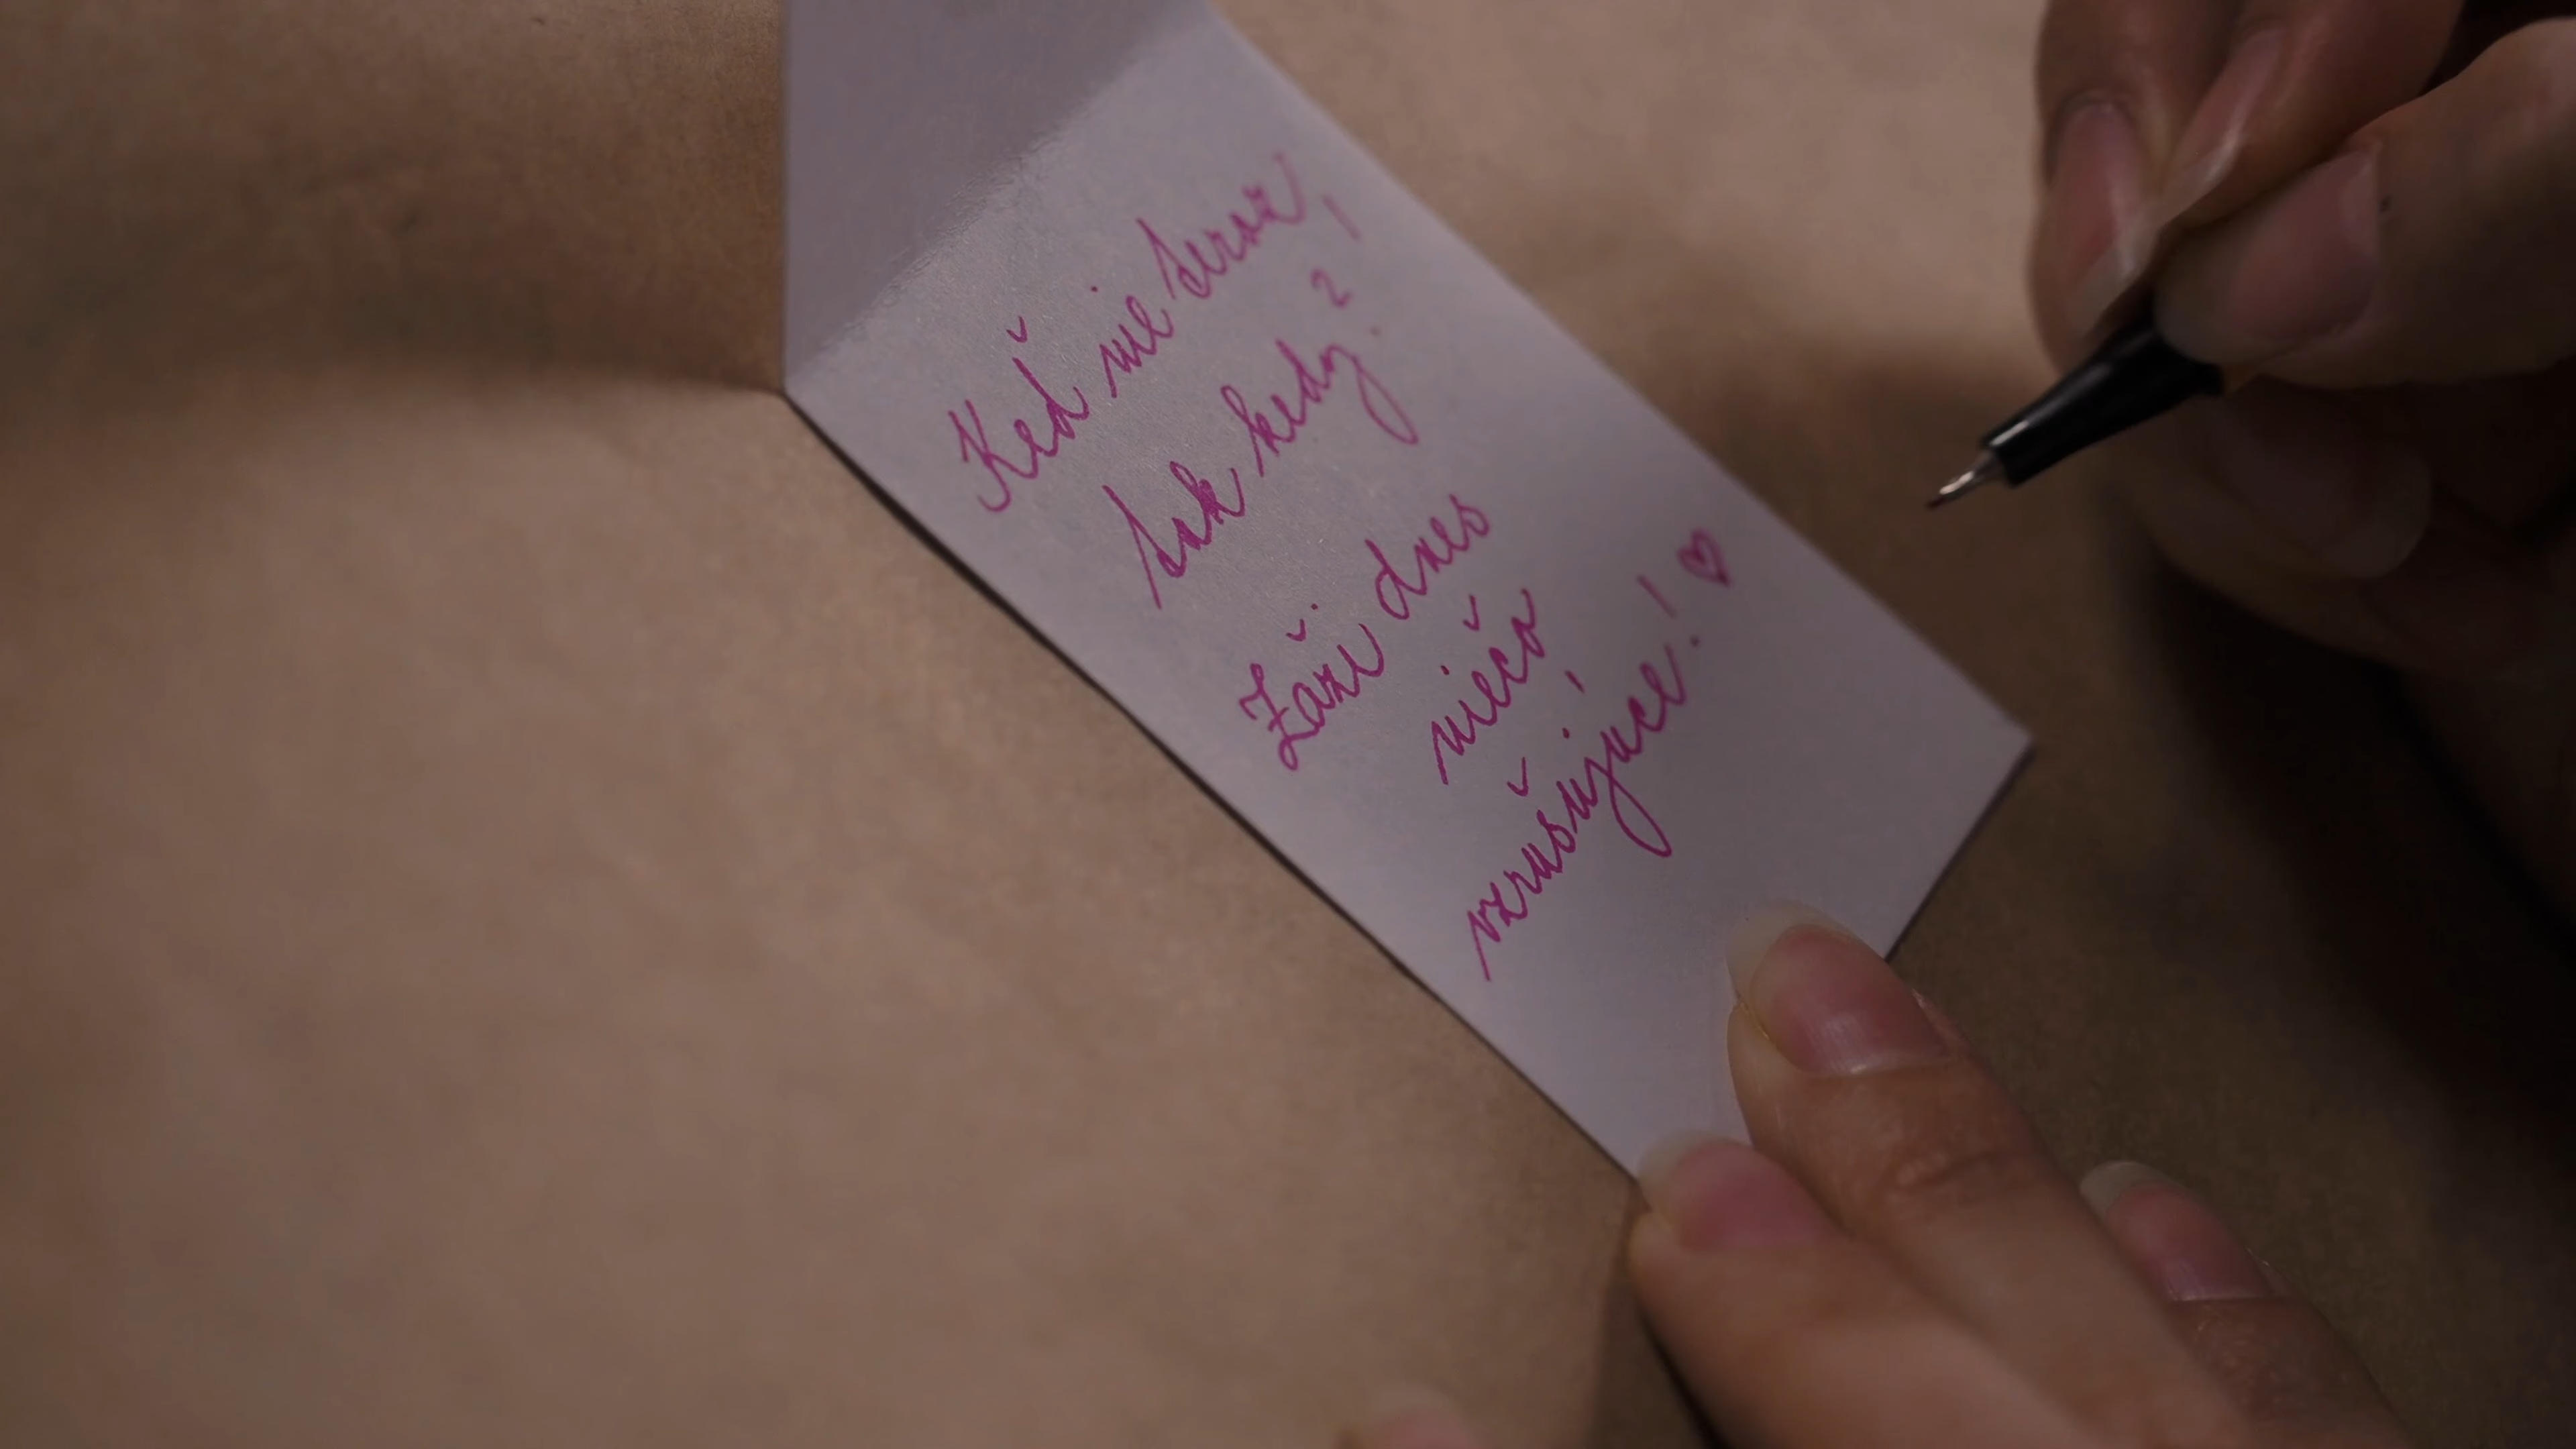 Keď nie teraz,
tak kedy?
Zaži dnes
niečo
vzrušujúce! ♥